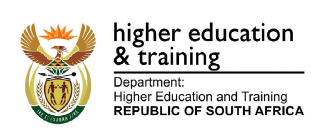 higher education
& training
Department:
Higher Education and Training
REPUBLIC OF SOUTH AFRICA